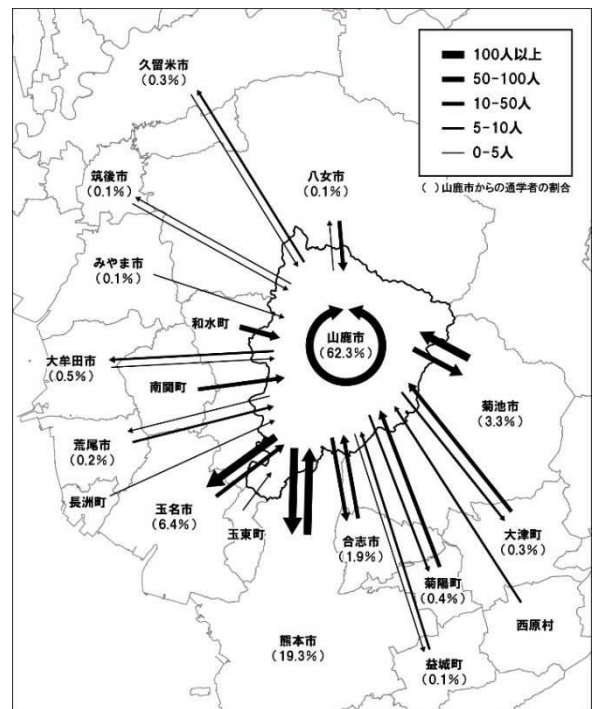 100人以上
50-100人
10-50人
5-10人
0-5人
( )山鹿市からの通学者の割合
久留米市
(0.3%)
筑後市
(0.1%)
八女市
(0.1%)
みやま市
(0.1%)
和水町
山鹿市
(62.3%)
大牟田市
(0.5%)
南関町
菊池市
(3.3%)
荒尾市
(0.2%)
長洲町
玉名市
(6.4%)
玉東町
合志市
(1.9%)
大津町
(0.3%)
菊陽町
(0.4%)
西原村
熊本市
(19.3%)
益城町
(0.1%)